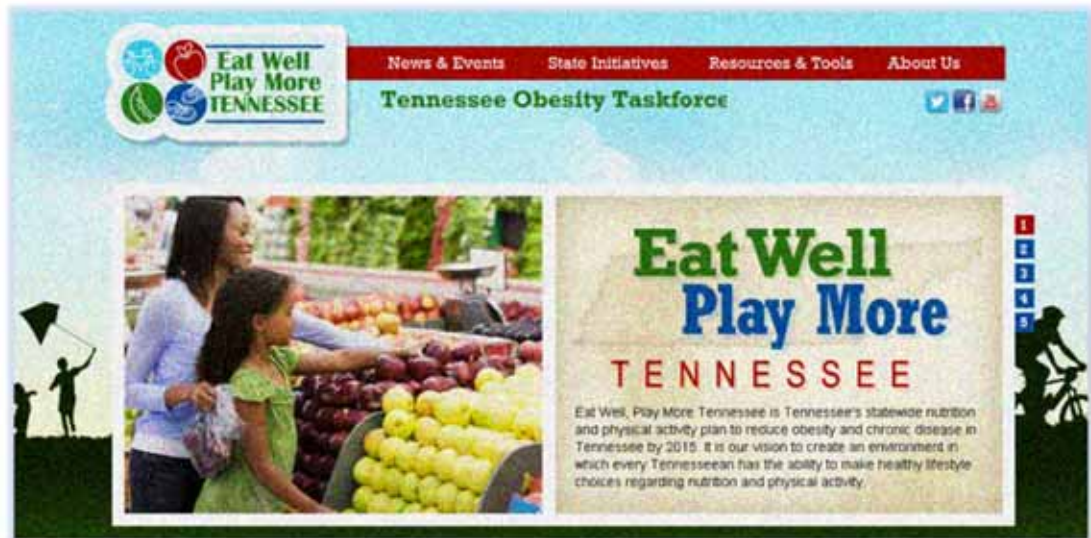 Eat Well
Play More
TENNESSEE
News & Events State Initiatives Resources & Tools About Us
Tennessee Obesity Taskforce
Eat Well
Play More
TENNESSEE
Eat Well, Play More Tennessee is Tennessee's statewide nutrition
and physical activity plan to reduce obesity and chronic disease in
Tennessee by 2015. It is our vision to create an environment in
which every Tennesseean has the ability to make healthy lifestyle
choices regarding nutrition and physical activity.
1
2
3
4
5